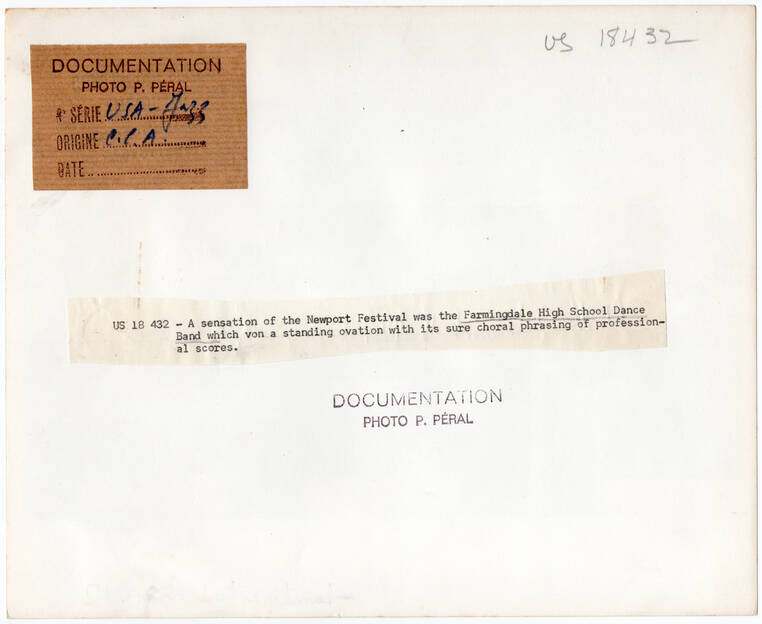 US 18432
DOCUMENTATION
PHOTO P. PÉRAL
N° SÉRIE USA - Jazz
ORIGINE C.C.A.
DATE
US 18 432 - A sensation of the Newport Festival was the Farmingdale High School Dance
Band which von a standing ovation with its sure choral phrasing of profession-
al scores.
DOCUMENTATION
PHOTO P. PÉRAL